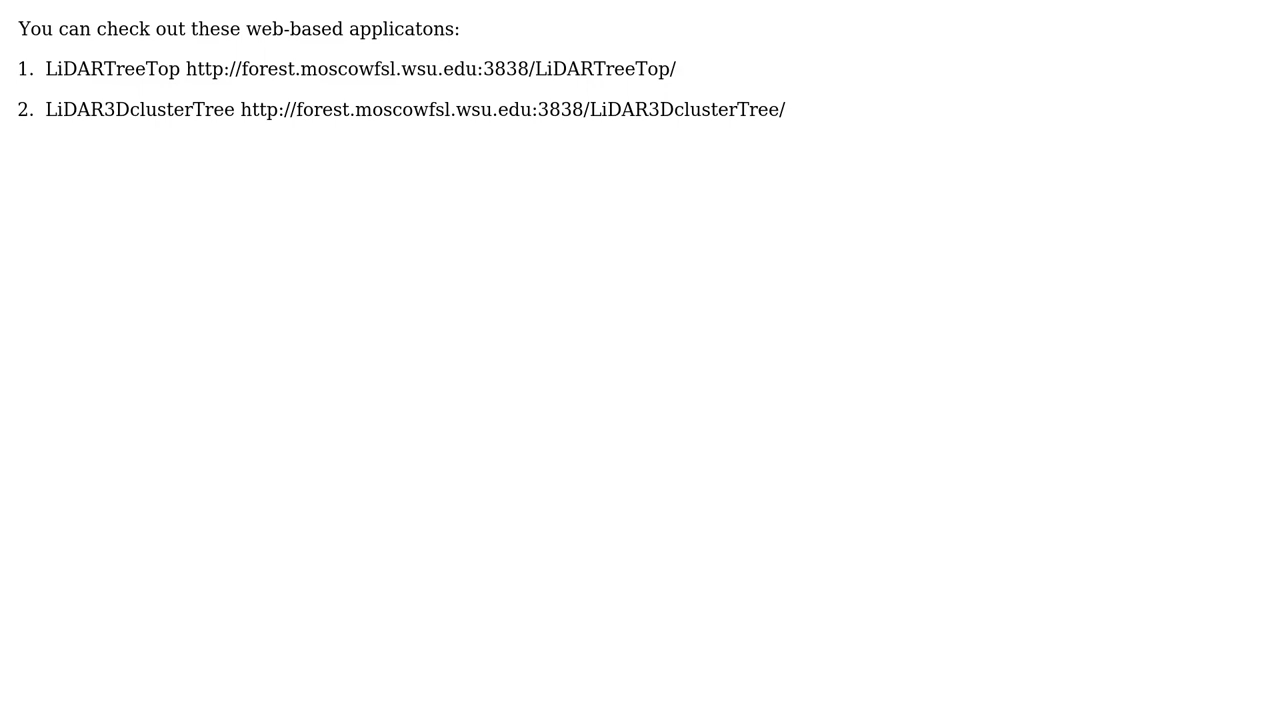 You can check out these web-based applicatons:
1. LiDARTreeTop http://forest.moscowfsl.wsu.edu:3838/LiDARTreeTop/
2. LiDAR3DclusterTree http://forest.moscowfsl.wsu.edu:3838/LiDAR3DclusterTree/